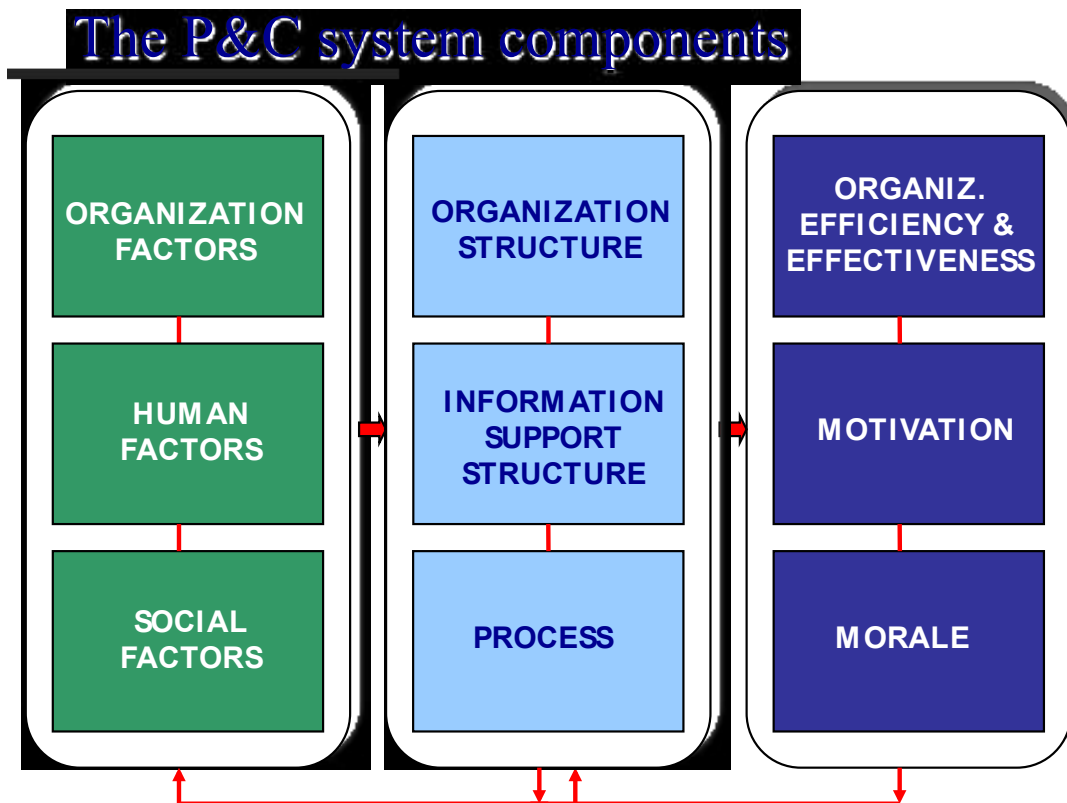 The P&C system components
ORGANIZATION
FACTORS
HUMAN
FACTORS
SOCIAL
FACTORS
ORGANIZATION
STRUCTURE
INFORMATION
SUPPORT
STRUCTURE
PROCESS
ORGANIZ.
EFFICIENCY &
EFFECTIVENESS
MOTIVATION
MORALE